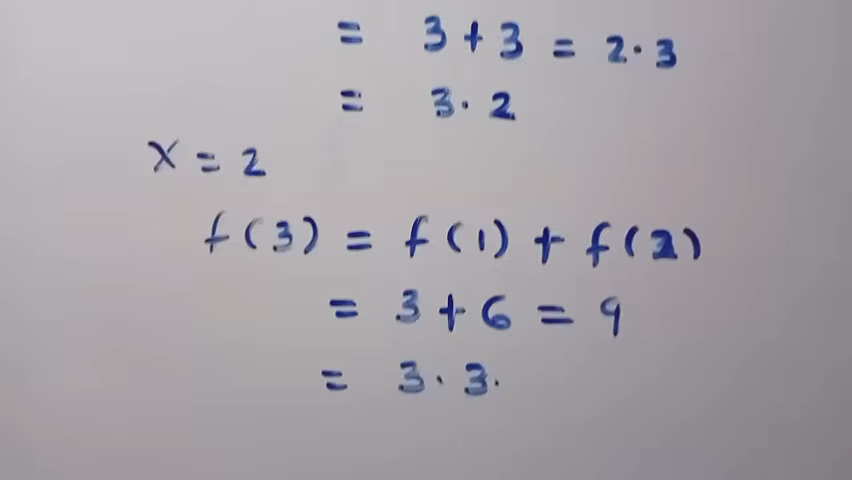 = 3 + 3 = 2 · 3
= 3 · 2
x = 2
f(3) = f(1) + f(2)
= 3 + 6 = 9
= 3 · 3.